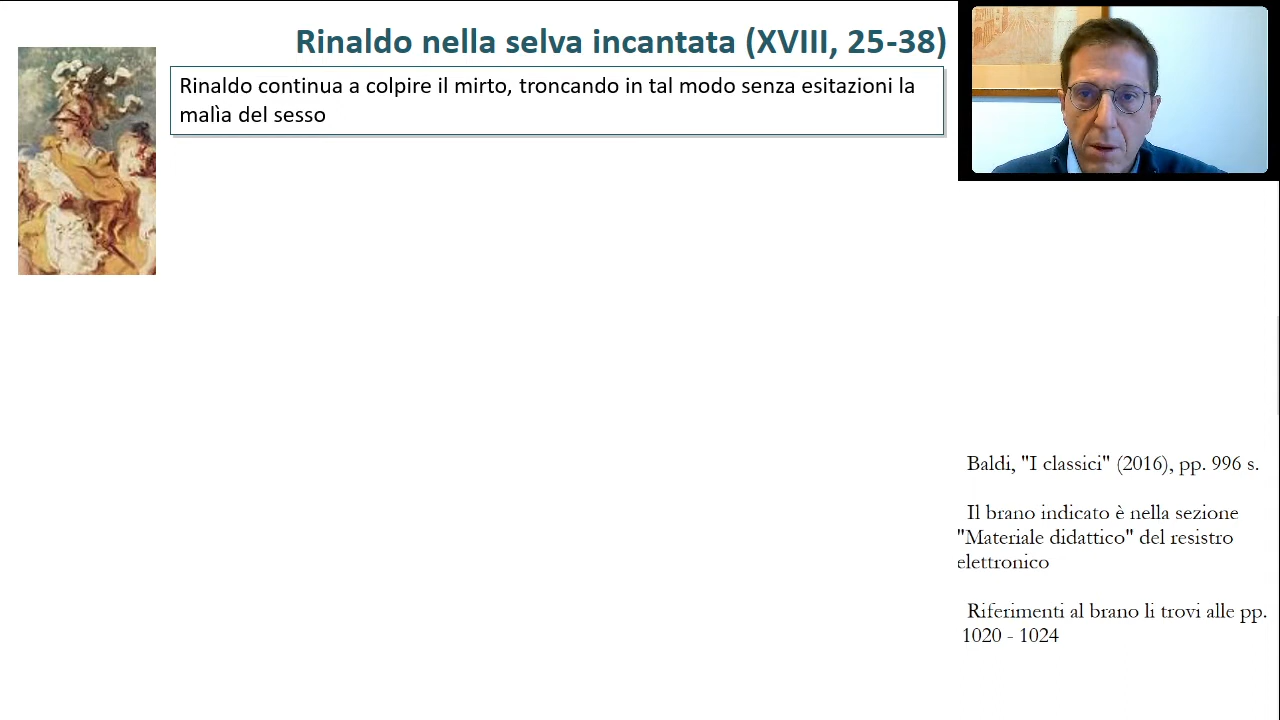 Rinaldo nella selva incantata (XVIII, 25-38)
Rinaldo continua a colpire il mirto, troncando in tal modo senza esitazioni la
malìa del sesso
Baldi, "I classici" (2016), pp. 996 s.
Il brano indicato è nella sezione
"Materiale didattico" del resistro
elettronico
Riferimenti al brano li trovi alle pp.
1020 - 1024